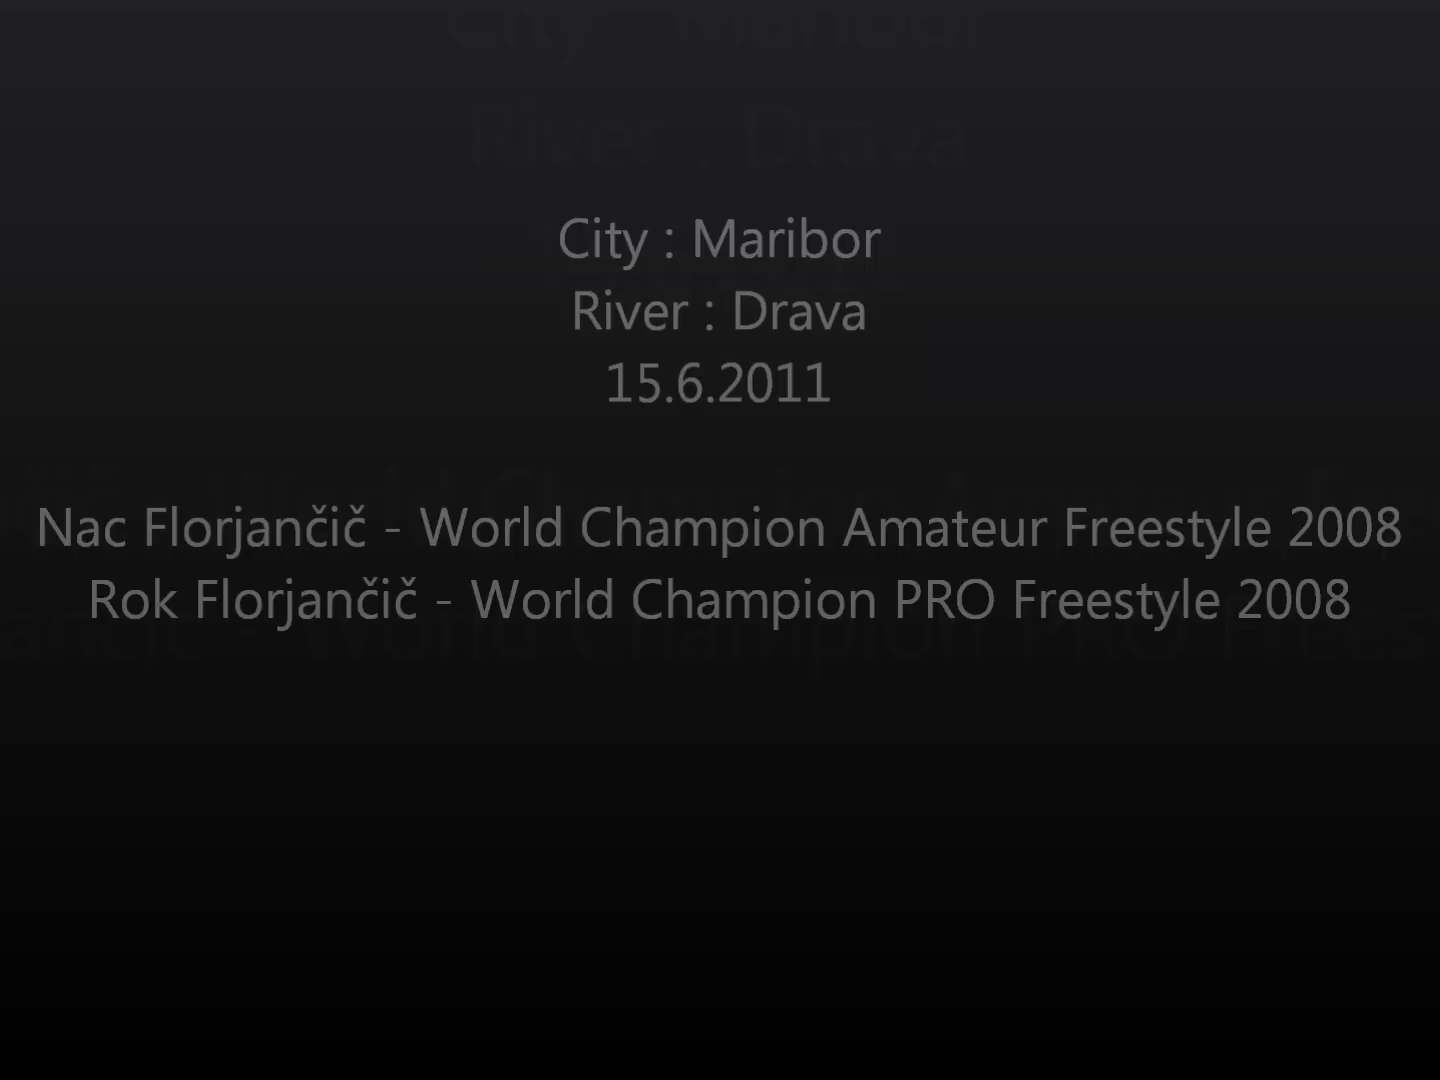 City : Maribor
River : Drava
15.6.2011
Nac Florjančič - World Champion Amateur Freestyle 2008
Rok Florjančič - World Champion PRO Freestyle 2008